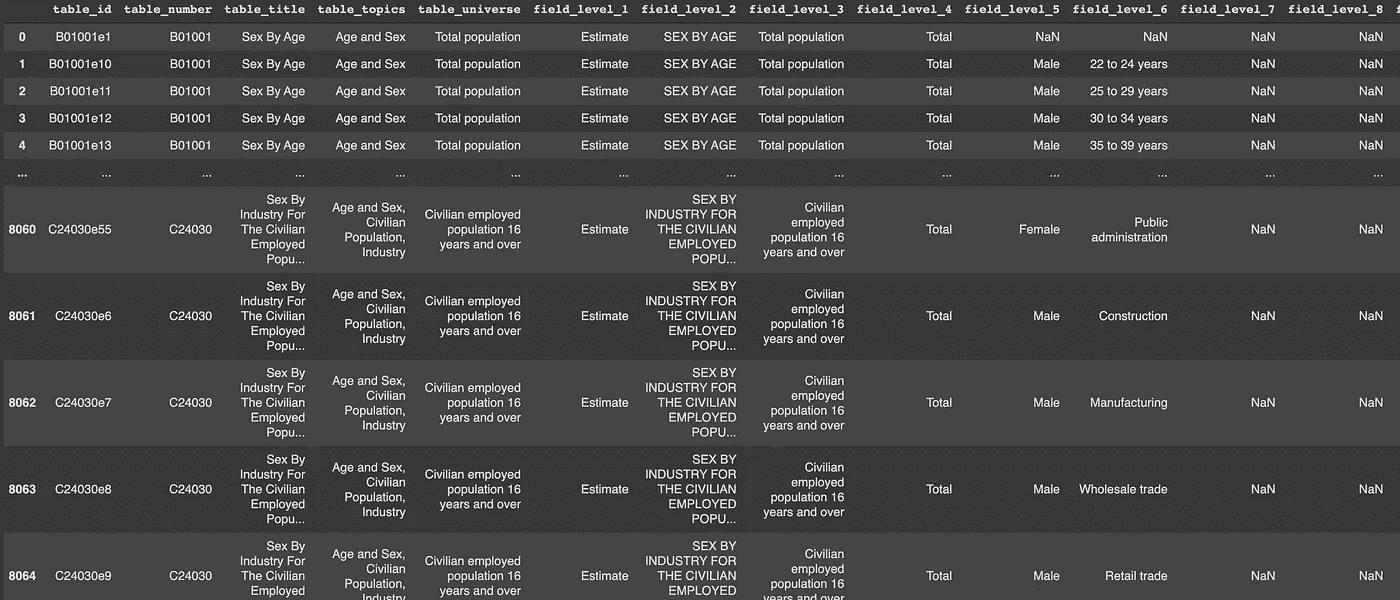 table_id table_number table_title table_topics table_universe field_level_1 field_level_2 field_level_3 field_level_4 field_level_5 field_level_6 field_level_7 field_level_8
0 B01001e1 B01001 Sex By Age Age and Sex Total population Estimate SEX BY AGE Total population Total NaN NaN NaN NaN
1 B01001e10 B01001 Sex By Age Age and Sex Total population Estimate SEX BY AGE Total population Total Male 22 to 24 years NaN NaN
2 B01001e11 B01001 Sex By Age Age and Sex Total population Estimate SEX BY AGE Total population Total Male 25 to 29 years NaN NaN
3 B01001e12 B01001 Sex By Age Age and Sex Total population Estimate SEX BY AGE Total population Total Male 30 to 34 years NaN NaN
4 B01001e13 B01001 Sex By Age Age and Sex Total population Estimate SEX BY AGE Total population Total Male 35 to 39 years NaN NaN
... ... ... ... ... ... ... ... ... ... ... ... ... ...
8060 C24030e55 C24030 Sex By Industry For The Civilian Employed Popu... Age and Sex, Civilian Population, Industry Civilian employed population 16 years and over Estimate SEX BY INDUSTRY FOR THE CIVILIAN EMPLOYED POPU... Civilian employed population 16 years and over Total Female Public administration NaN NaN
8061 C24030e6 C24030 Sex By Industry For The Civilian Employed Popu... Age and Sex, Civilian Population, Industry Civilian employed population 16 years and over Estimate SEX BY INDUSTRY FOR THE CIVILIAN EMPLOYED POPU... Civilian employed population 16 years and over Total Male Construction NaN NaN
8062 C24030e7 C24030 Sex By Industry For The Civilian Employed Popu... Age and Sex, Civilian Population, Industry Civilian employed population 16 years and over Estimate SEX BY INDUSTRY FOR THE CIVILIAN EMPLOYED POPU... Civilian employed population 16 years and over Total Male Manufacturing NaN NaN
8063 C24030e8 C24030 Sex By Industry For The Civilian Employed Popu... Age and Sex, Civilian Population, Industry Civilian employed population 16 years and over Estimate SEX BY INDUSTRY FOR THE CIVILIAN EMPLOYED POPU... Civilian employed population 16 years and over Total Male Wholesale trade NaN NaN
8064 C24030e9 C24030 Sex By Industry For The Civilian Employed Age and Sex, Civilian Population, Industry Civilian employed population 16 years and over Estimate SEX BY INDUSTRY FOR THE CIVILIAN EMPLOYED Civilian employed population 16 years and over Total Male Retail trade NaN NaN